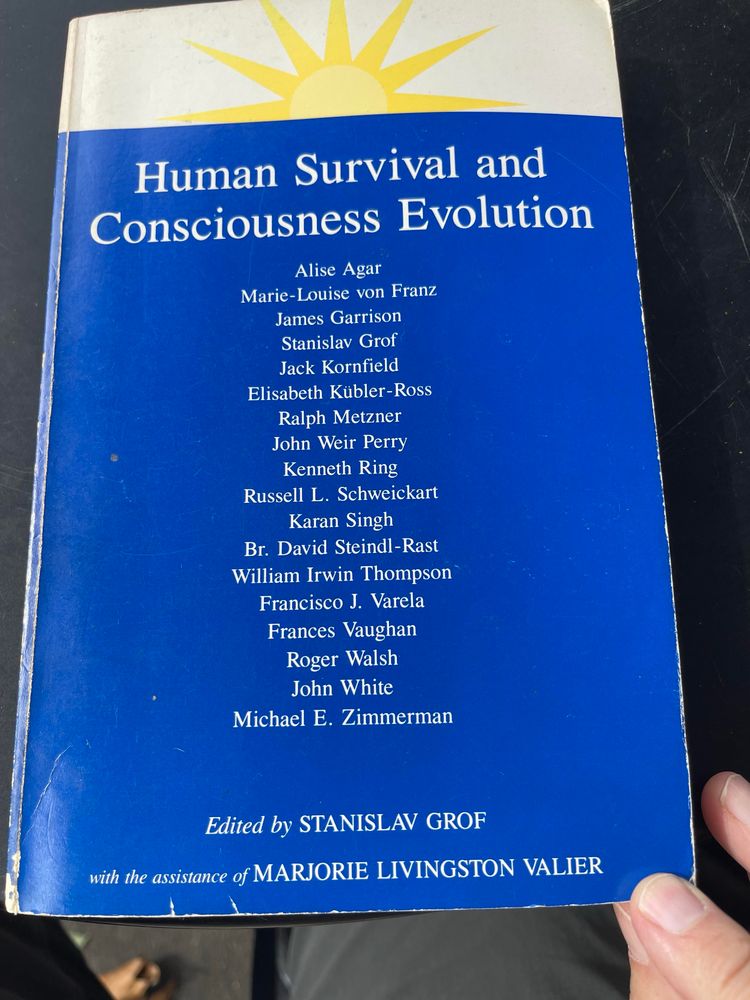 Human Survival and
Consciousness Evolution
Alise Agar
Marie-Louise von Franz
James Garrison
Stanislav Grof
Jack Kornfield
Elisabeth Kübler-Ross
Ralph Metzner
John Weir Perry
Kenneth Ring
Russell L. Schweickart
Karan Singh
Br. David Steindl-Rast
William Irwin Thompson
Francisco J. Varela
Frances Vaughan
Roger Walsh
John White
Michael E. Zimmerman
Edited by STANISLAV GROF
with the assistance of MARJORIE LIVINGSTON VALIER